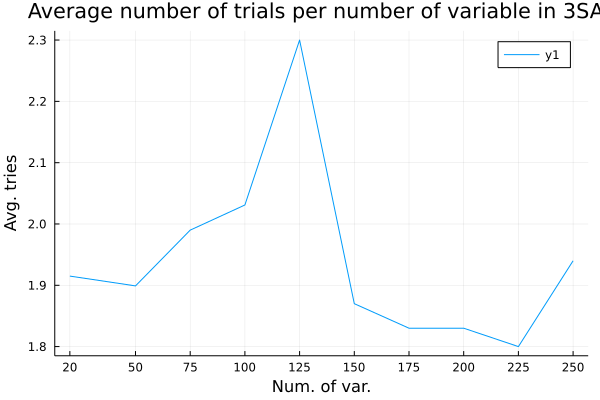 Average number of trials per number of variable in 3SA
y1
2.3
2.2
2.1
2.0
1.9
1.8
Avg. tries
20 50 75 100 125 150 175 200 225 250
Num. of var.